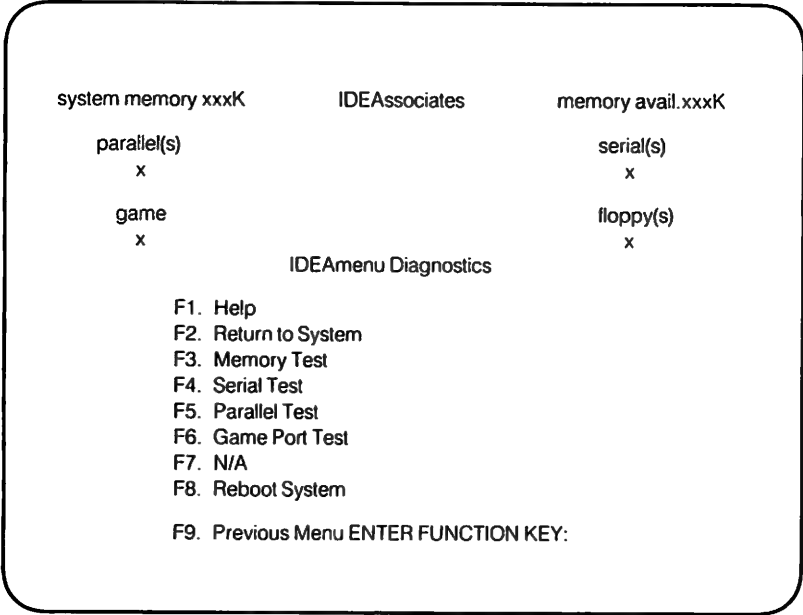 system memory xxxK IDEAssociates memory avail.xxxK
parallel(s) serial(s)
x x
game floppy(s)
x x
IDEAmenu Diagnostics
F1. Help
F2. Return to System
F3. Memory Test
F4. Serial Test
F5. Parallel Test
F6. Game Port Test
F7. N/A
F8. Reboot System
F9. Previous Menu ENTER FUNCTION KEY: